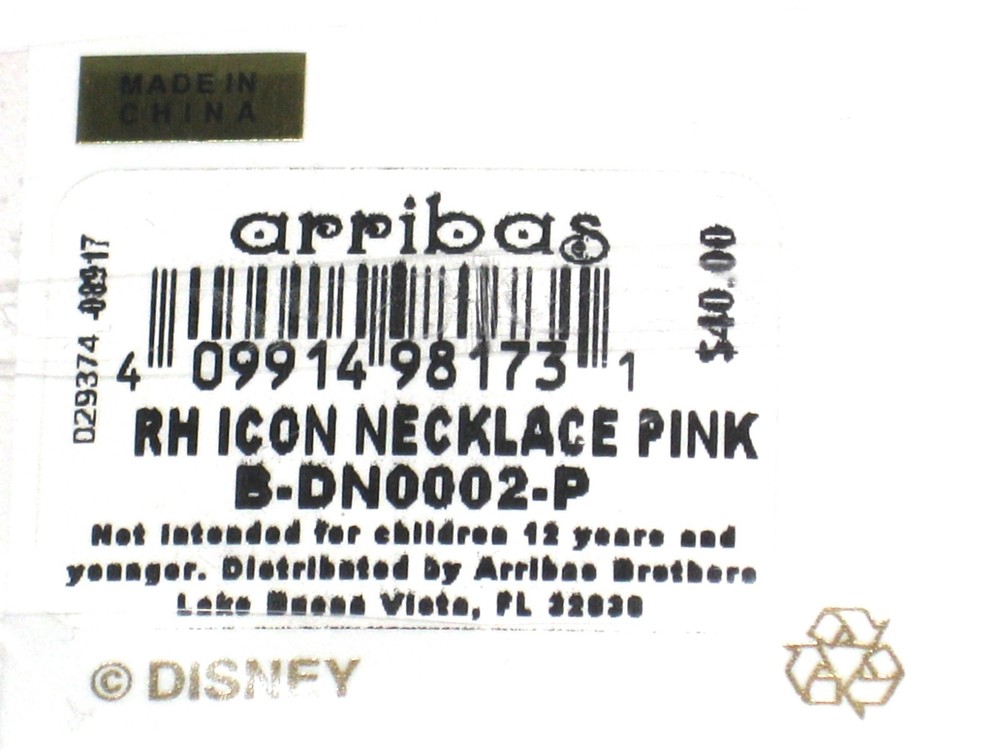 MADE IN
CHINA
arribas
D29374 08917
$40.00
4 09914 98173 1
RH ICON NECKLACE PINK
B-DN0002-P
Not intended for children 12 years and
younger. Distributed by Arribas Brothers
Lake Buena Vista, FL 32830
© DISNEY